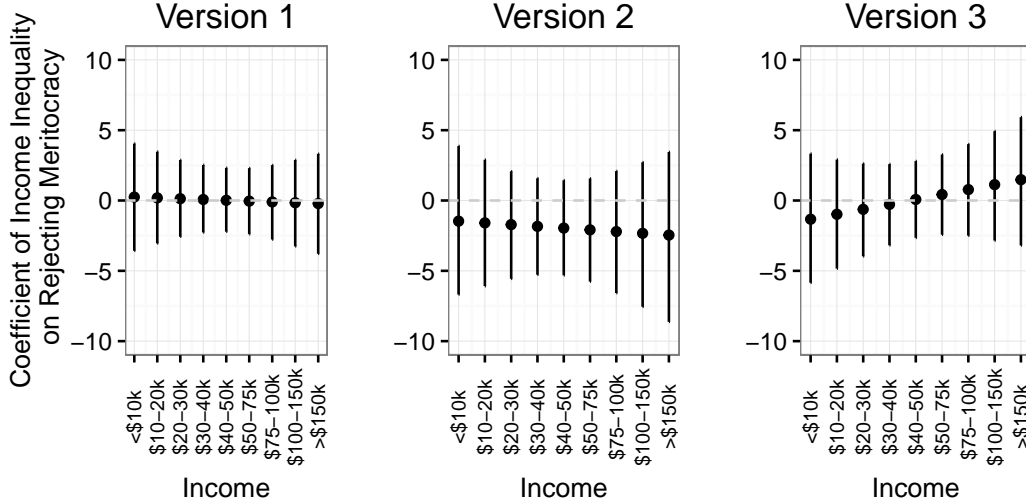 Version 1
Version 2
Version 3
Coefficient of Income Inequality
on Rejecting Meritocracy
10
5
0
−5
−10
<$10k
$10−20k
$20−30k
$30−40k
$40−50k
$50−75k
$75−100k
$100−150k
>$150k
Income
10
5
0
−5
−10
<$10k
$10−20k
$20−30k
$30−40k
$40−50k
$50−75k
$75−100k
$100−150k
>$150k
Income
10
5
0
−5
−10
<$10k
$10−20k
$20−30k
$30−40k
$40−50k
$50−75k
$75−100k
$100−150k
>$150k
Income